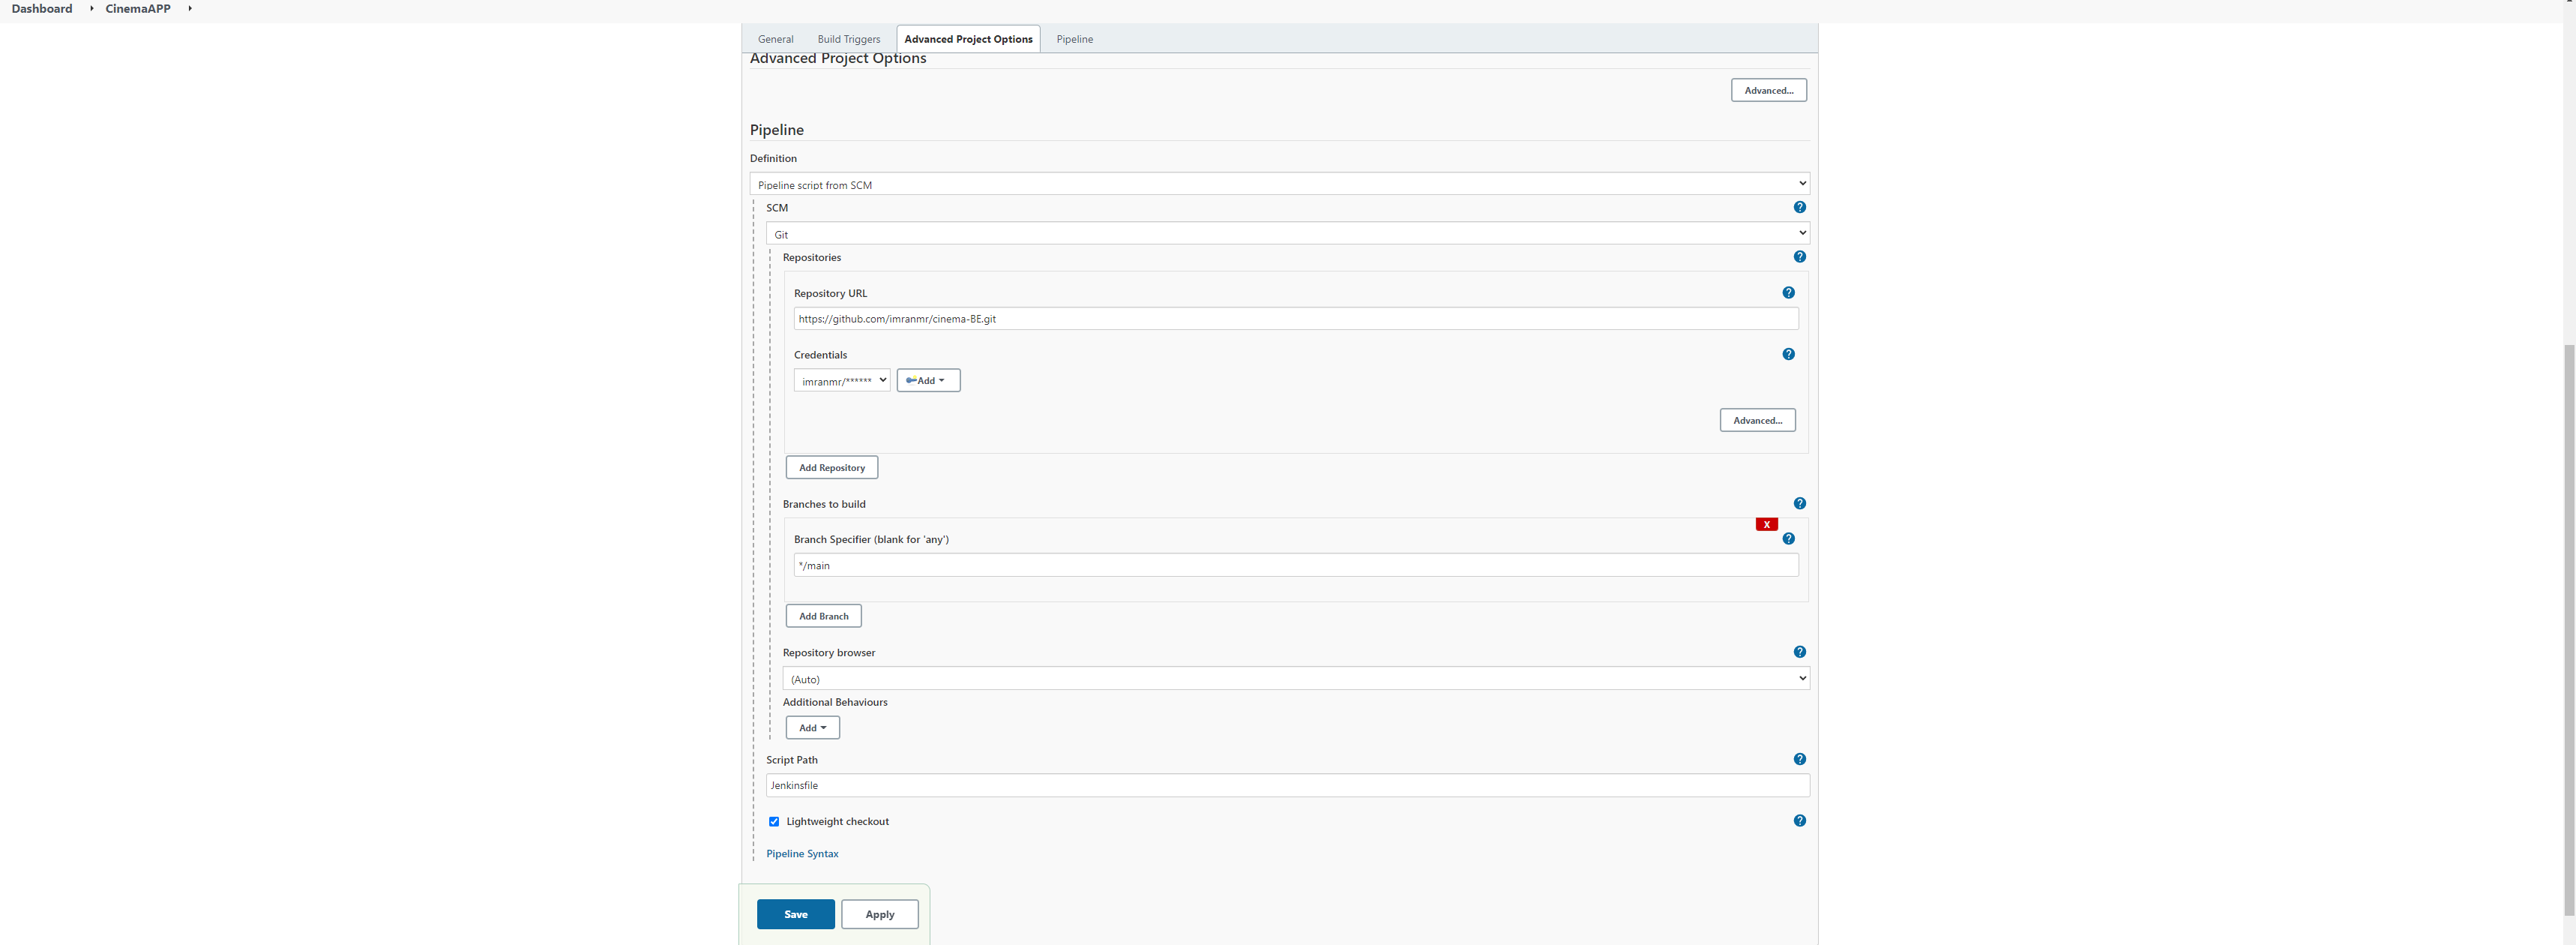 Dashboard CinemaAPP
General Build Triggers Advanced Project Options Pipeline
Advanced Project Options
Advanced...
Pipeline
Definition
Pipeline script from SCM
SCM
?
Git
Repositories
?
Repository URL
?
https://github.com/imranmr/cinema-BE.git
Credentials
?
imranmr/****** Add
Advanced...
Add Repository
Branches to build
?
X
Branch Specifier (blank for 'any')
?
*/main
Add Branch
Repository browser
?
(Auto)
Additional Behaviours
Add
Script Path
?
Jenkinsfile
Lightweight checkout
?
Pipeline Syntax
Save Apply